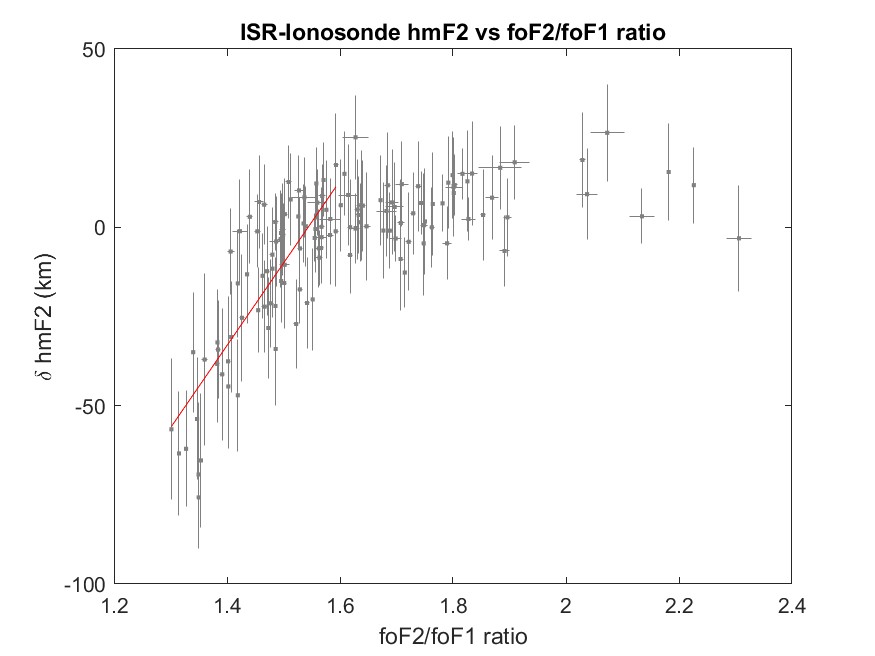 ISR-Ionosonde hmF2 vs foF2/foF1 ratio
50
0
-50
-100
δ hmF2 (km)
1.2 1.4 1.6 1.8 2 2.2 2.4
foF2/foF1 ratio